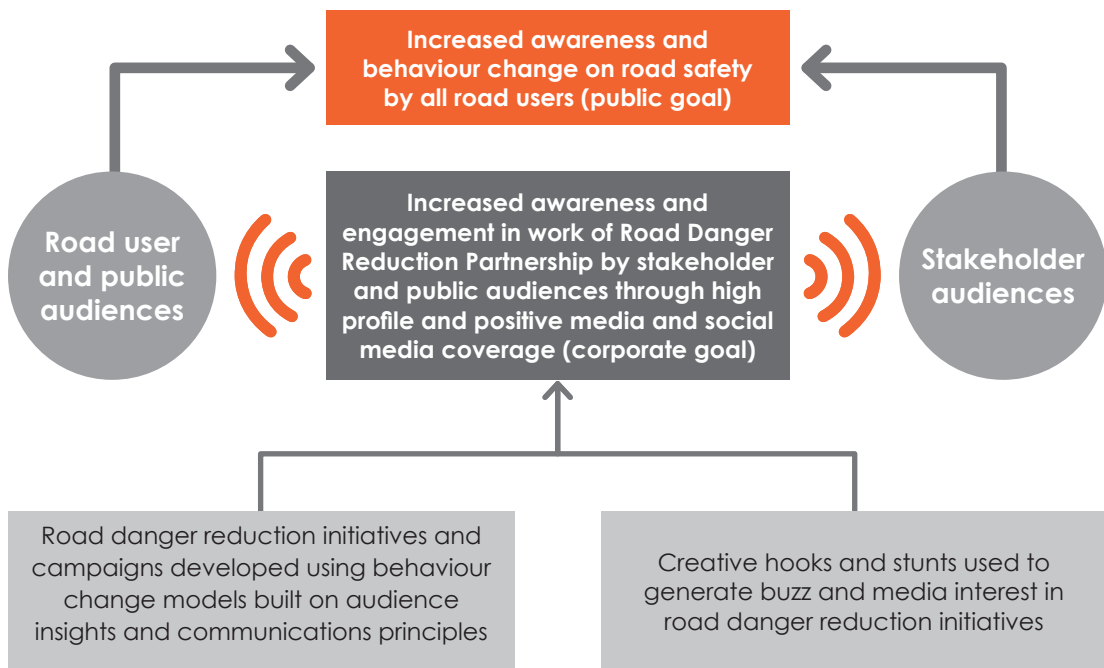 Increased awareness and
behaviour change on road safety
by all road users (public goal)
Road user
and public
audiences
Increased awareness and
engagement in work of Road Danger
Reduction Partnership by stakeholder
and public audiences through high
profile and positive media and social
media coverage (corporate goal)
Stakeholder
audiences
Road danger reduction initiatives and
campaigns developed using behaviour
change models built on audience
insights and communications principles
Creative hooks and stunts used to
generate buzz and media interest in
road danger reduction initiatives